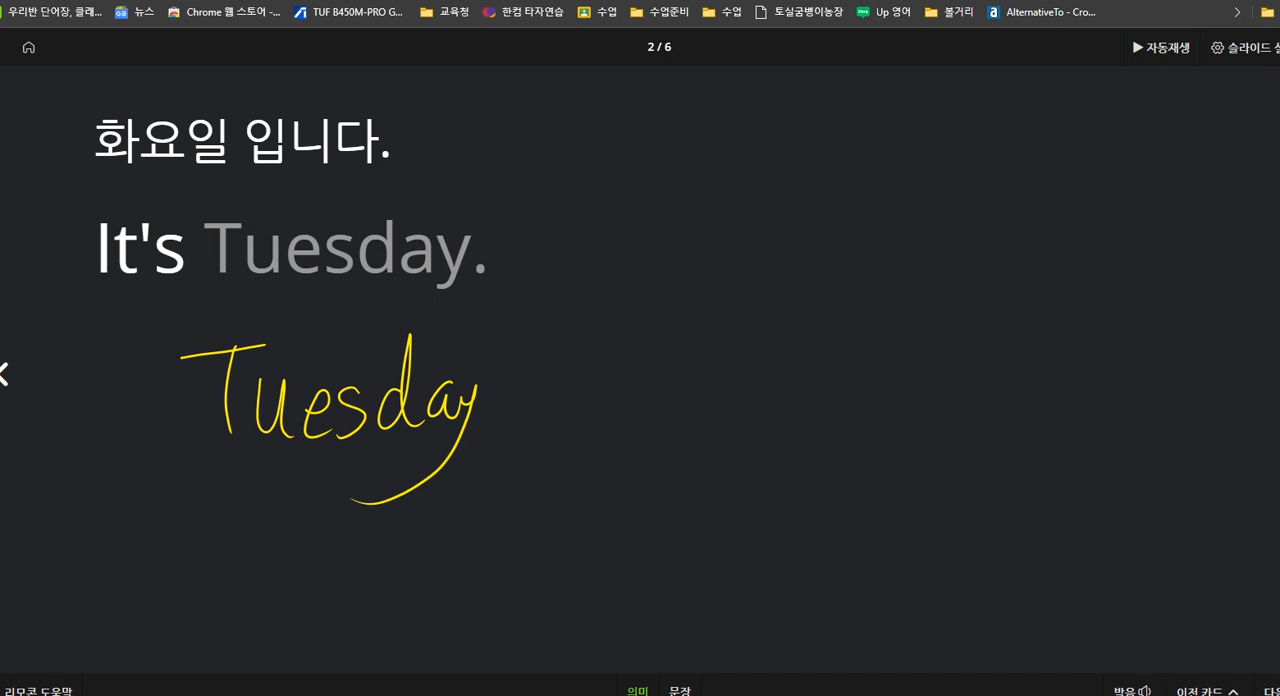 우리반 단어장, 클래... 뉴스 Chrome 웹 스토어 -... TUF B450M-PRO G... 교육청 한컴 타자연습 수업 수업준비 수업 토실굼벵이농장 Up 영어 볼거리 AlternativeTo - Cro...
2 / 6 자동재생 슬라이드
화요일 입니다.
It's Tuesday.
Tuesday
리모콘 도움말 의미 문장 발음 이전 카드